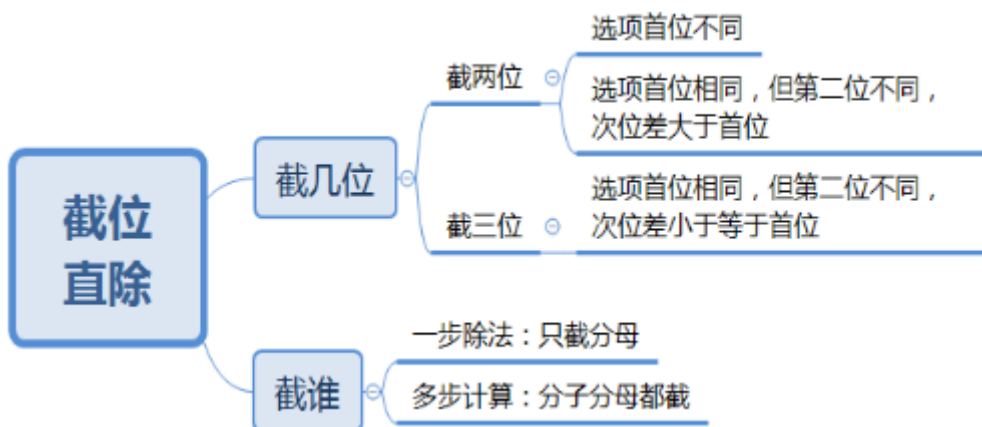 截位
直除
截几位
截两位
选项首位不同
选项首位相同，但第二位不同，
次位差大于首位
截三位
选项首位相同，但第二位不同，
次位差小于等于首位
截谁
一步除法：只截分母
多步计算：分子分母都截